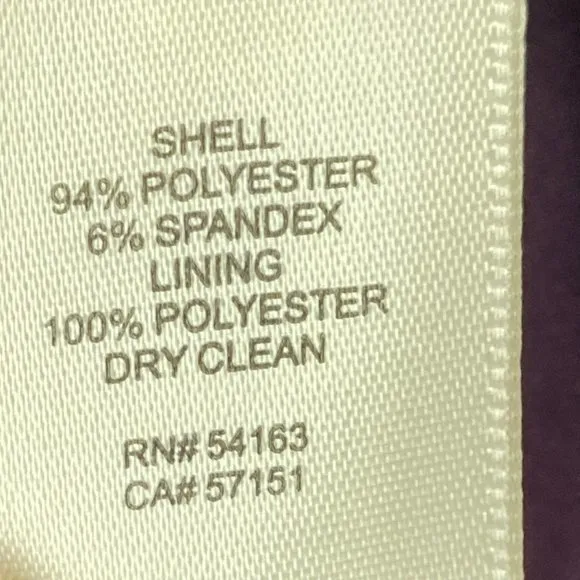 SHELL
94% POLYESTER
6% SPANDEX
LINING
100% POLYESTER
DRY CLEAN
RN# 54163
CA# 57151